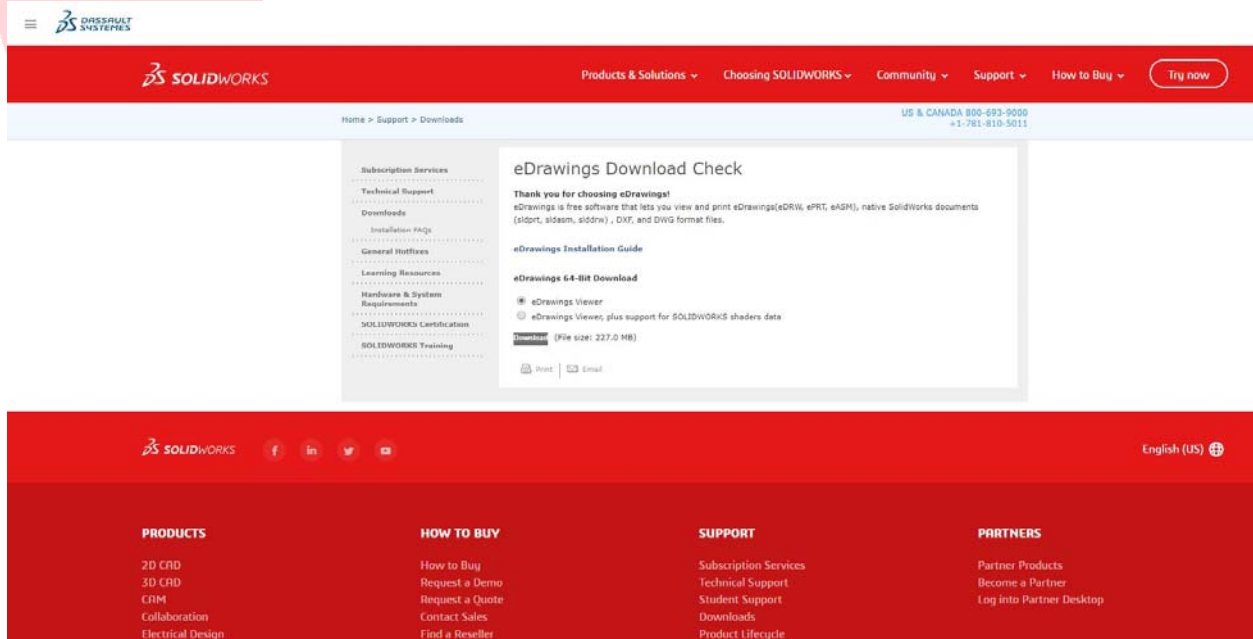 DASSAULT
SYSTEMES
SOLIDWORKS
Products & Solutions
Choosing SOLIDWORKS
Community
Support
How to Buy
Try now
Home > Support > Downloads
US & CANADA 800-693-9000
+1-781-810-5011
Subscription Services
Technical Support
Downloads
Installation FAQs
General Hotfixes
Learning Resources
Hardware & System
Requirements
SOLIDWORKS Certification
SOLIDWORKS Training
eDrawings Download Check
Thank you for choosing eDrawings!
eDrawings is free software that lets you view and print eDrawings(eDRW, ePRT, eASM), native SolidWorks documents
(sldprt, sldasm, slddrw) , DXF, and DWG format files.
eDrawings Installation Guide
eDrawings 64-Bit Download
eDrawings Viewer
eDrawings Viewer, plus support for SOLIDWORKS shaders data
Download (File size: 227.0 MB)
Print
Email
SOLIDWORKS
English (US)
PRODUCTS
2D CAD
3D CAD
CAM
Collaboration
Electrical Design
HOW TO BUY
How to Buy
Request a Demo
Request a Quote
Contact Sales
Find a Reseller
SUPPORT
Subscription Services
Technical Support
Student Support
Downloads
Product Lifecycle
PARTNERS
Partner Products
Become a Partner
Log into Partner Desktop